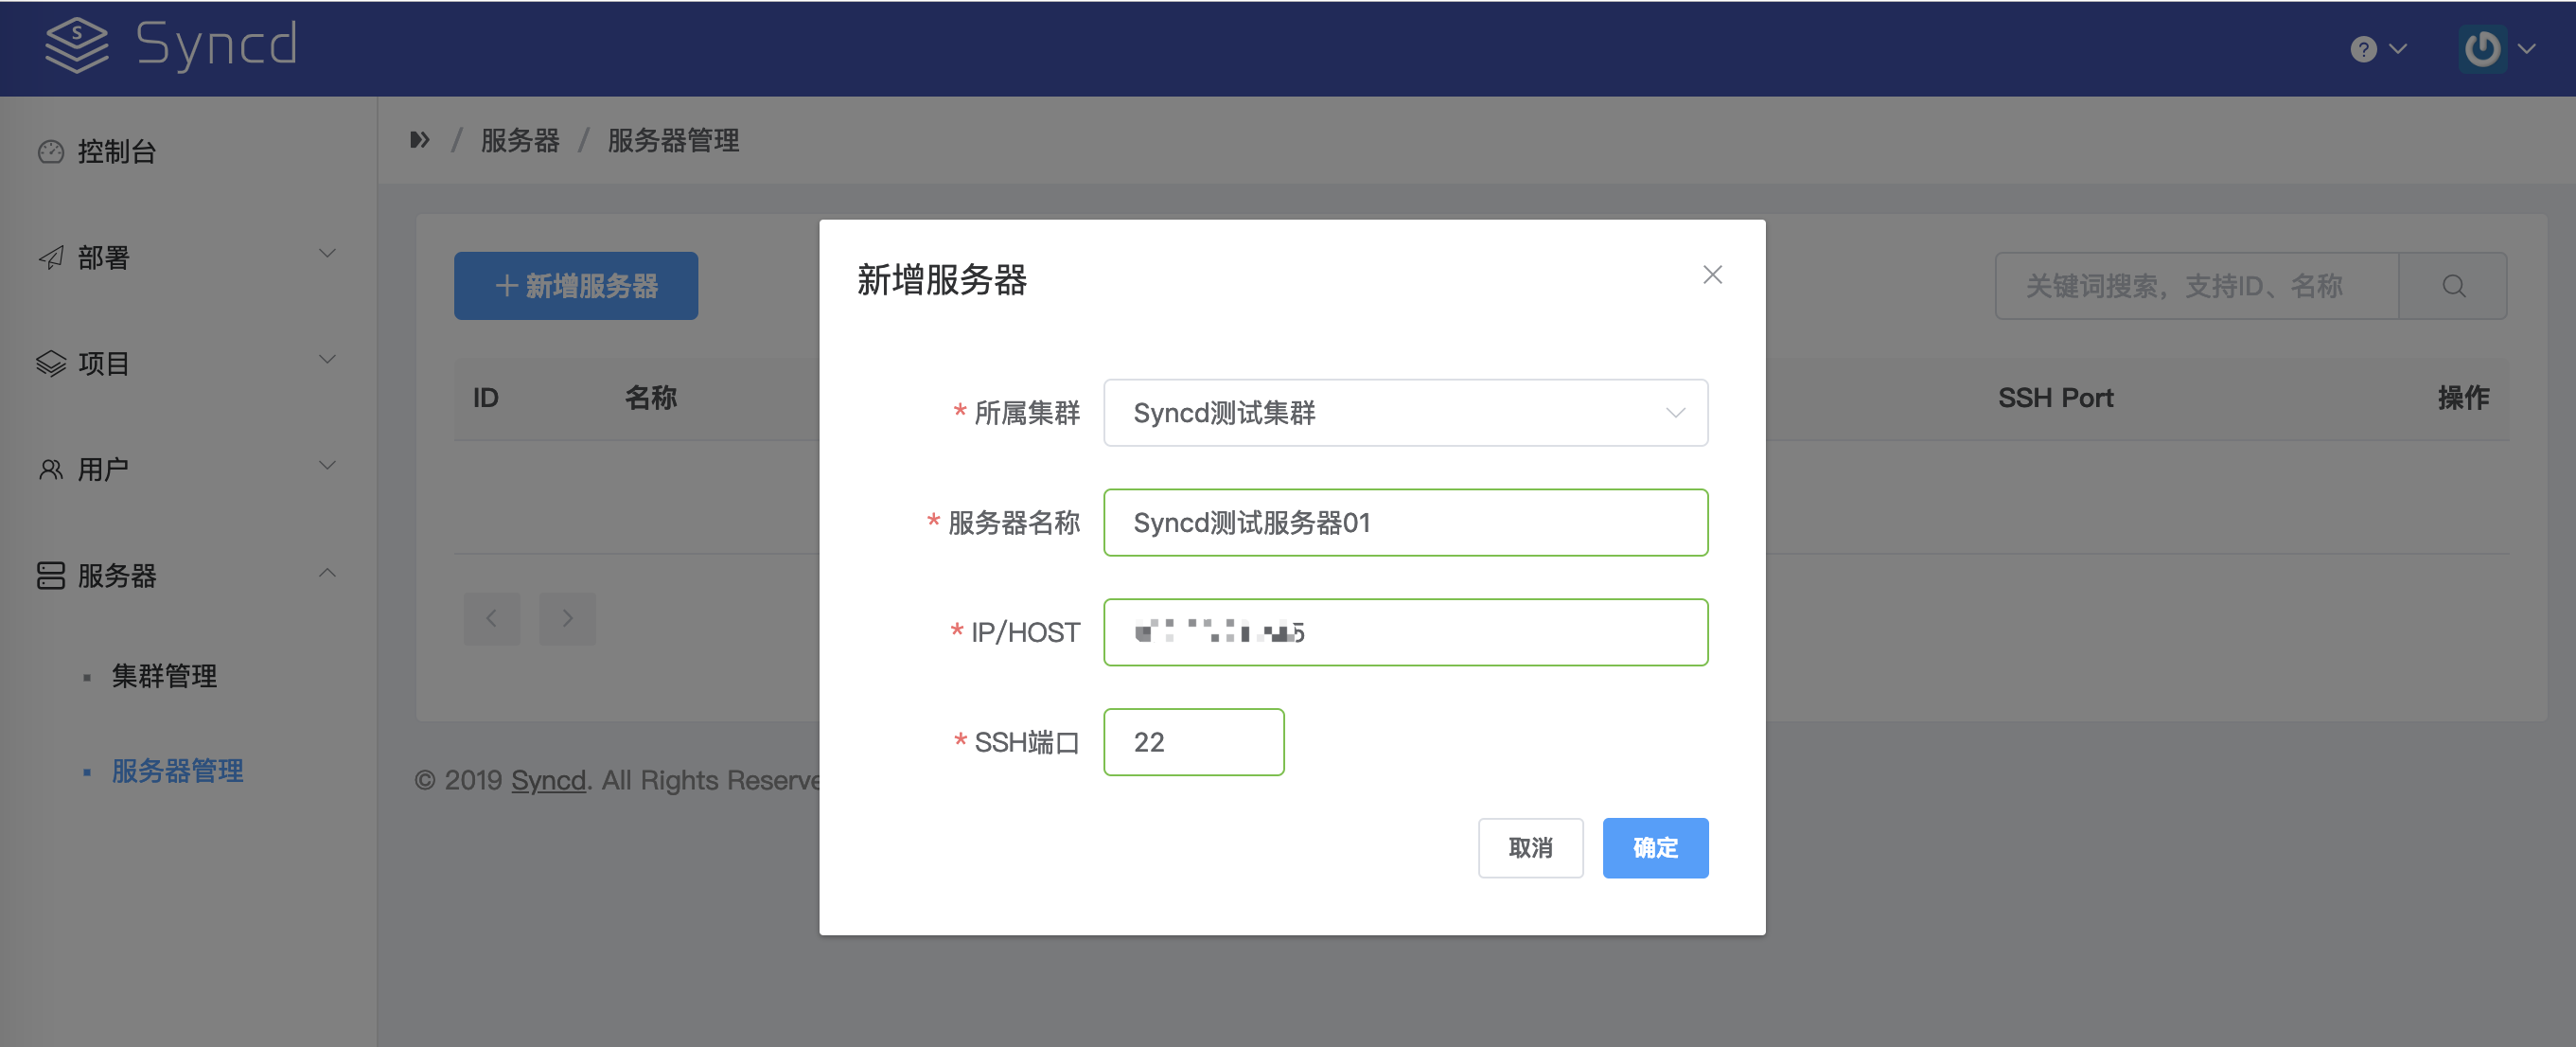 Syncd
?
控制台
部署
项目
用户
服务器
集群管理
服务器管理
/ 服务器 / 服务器管理
+ 新增服务器
关键词搜索，支持ID、名称
ID 名称 SSH Port 操作
© 2019 Syncd. All Rights Reserve
新增服务器
* 所属集群 Syncd测试集群
* 服务器名称 Syncd测试服务器01
* IP/HOST 5
* SSH端口 22
取消 确定